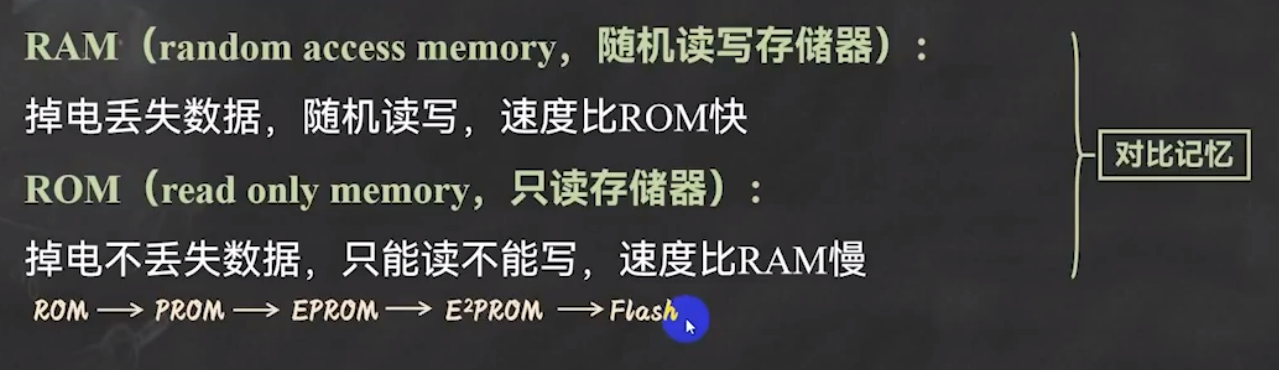 RAM（random access memory，随机读写存储器）：
掉电丢失数据，随机读写，速度比ROM快
ROM（read only memory，只读存储器）：
掉电不丢失数据，只能读不能写，速度比RAM慢
对比记忆
ROM → PROM → EPROM → E²PROM → Flash